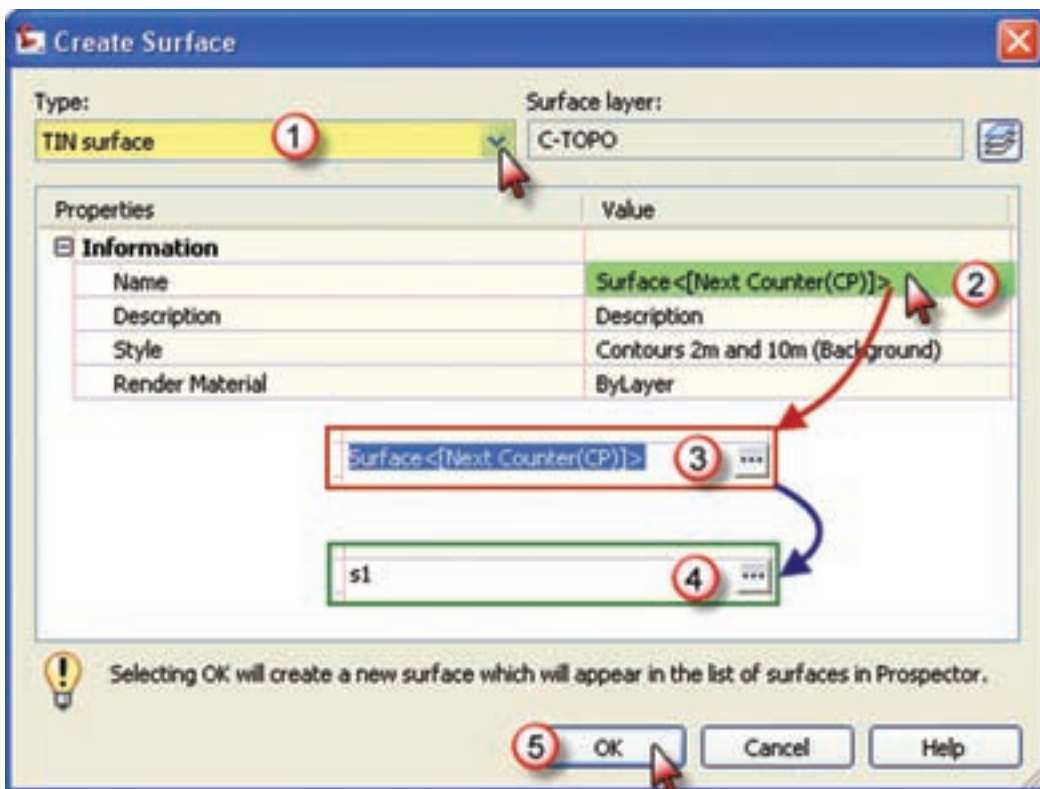 Create Surface
Type:
Surface layer:
TIN surface
1
C-TOPO
Properties
Value
Information
Name
Surface<[Next Counter(CP)]>
2
Description
Description
Style
Contours 2m and 10m (Background)
Render Material
ByLayer
Surface<[Next Counter(CP)]>
3
...
s1
4
...
Selecting OK will create a new surface which will appear in the list of surfaces in Prospector.
5
OK
Cancel
Help